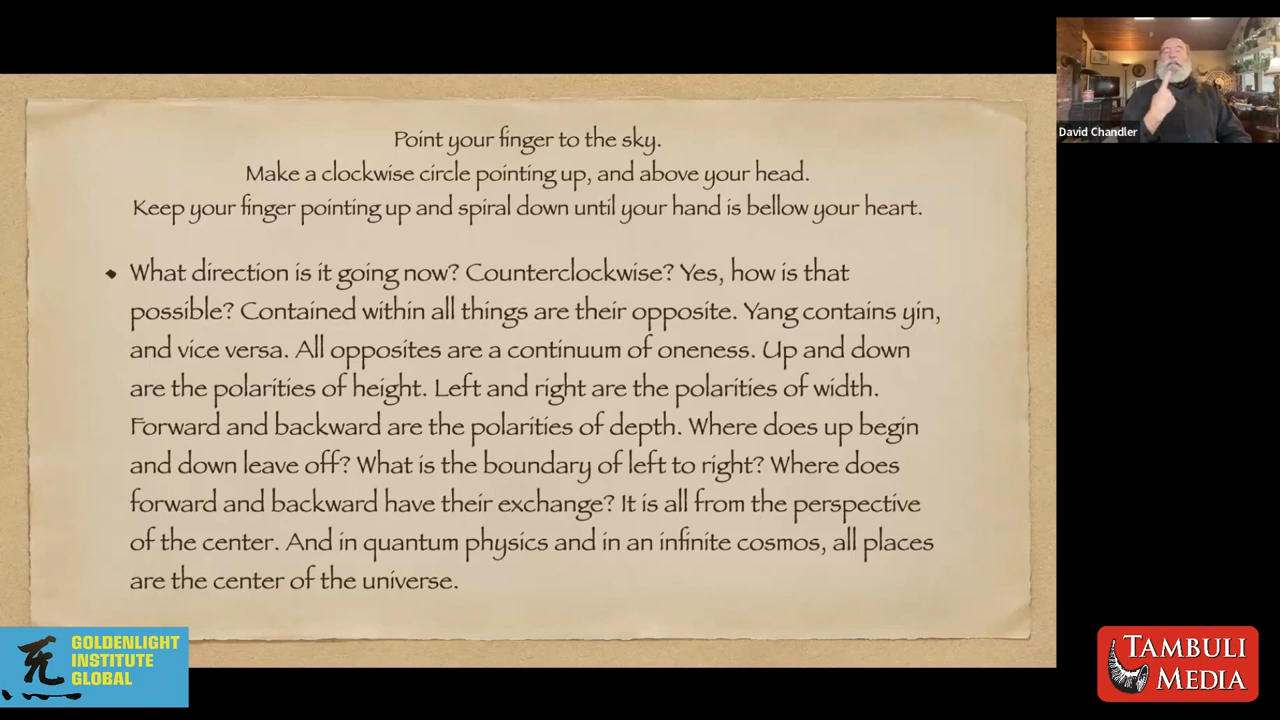 Point your finger to the sky.
Make a clockwise circle pointing up, and above your head.
Keep your finger pointing up and spiral down until your hand is bellow your heart.
What direction is it going now? Counterclockwise? Yes, how is that
possible? Contained within all things are their opposite. Yang contains yin,
and vice versa. All opposites are a continuum of oneness. Up and down
are the polarities of height. Left and right are the polarities of width.
Forward and backward are the polarities of depth. Where does up begin
and down leave off? What is the boundary of left to right? Where does
forward and backward have their exchange? It is all from the perspective
of the center. And in quantum physics and in an infinite cosmos, all places
are the center of the universe.
David Chandler
GOLDENLIGHT
INSTITUTE
GLOBAL
TAMBULI
MEDIA